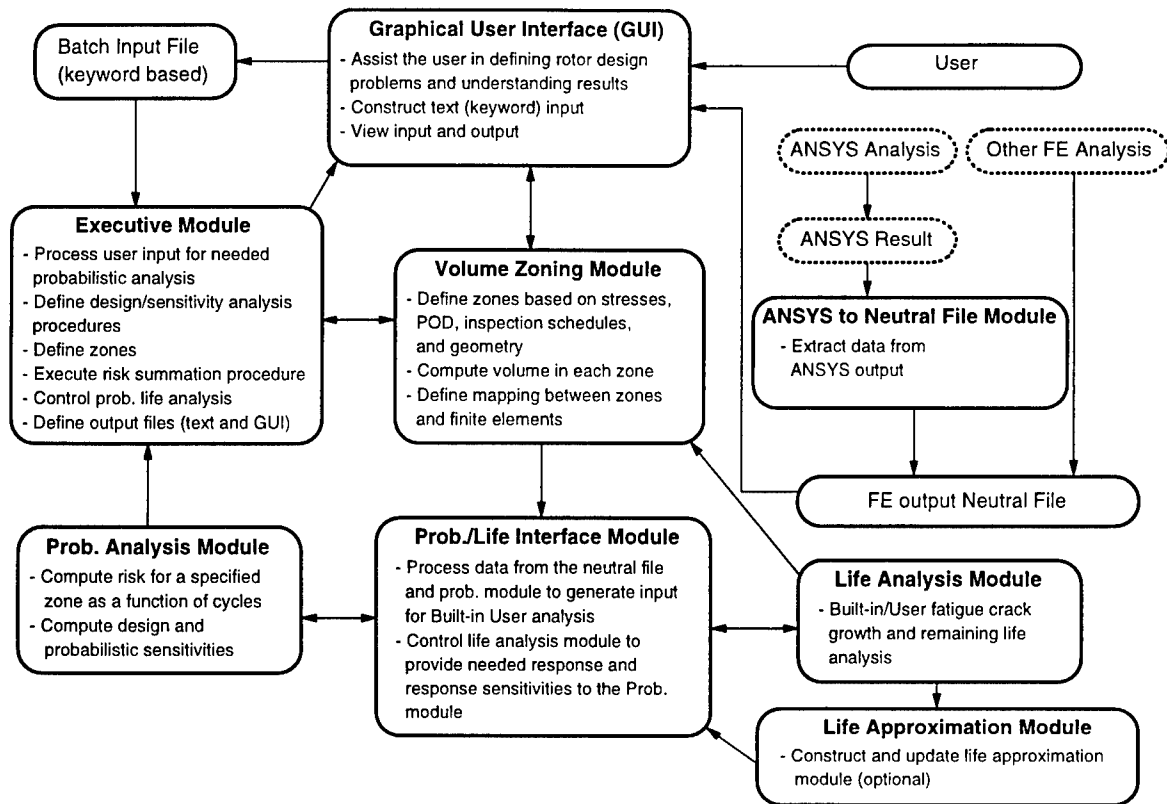 Batch Input File
(keyword based)
Graphical User Interface (GUI)
- Assist the user in defining rotor design
problems and understanding results
- Construct text (keyword) input
- View input and output
User
ANSYS Analysis
Other FE Analysis
ANSYS Result
Executive Module
- Process user input for needed
probabilistic analysis
- Define design/sensitivity analysis
procedures
- Define zones
- Execute risk summation procedure
- Control prob. life analysis
- Define output files (text and GUI)
Volume Zoning Module
- Define zones based on stresses,
POD, inspection schedules,
and geometry
- Compute volume in each zone
- Define mapping between zones
and finite elements
ANSYS to Neutral File Module
- Extract data from
ANSYS output
FE output Neutral File
Prob. Analysis Module
- Compute risk for a specified
zone as a function of cycles
- Compute design and
probabilistic sensitivities
Prob./Life Interface Module
- Process data from the neutral file
and prob. module to generate input
for Built-in User analysis
- Control life analysis module to
provide needed response and
response sensitivities to the Prob.
module
Life Analysis Module
- Built-in/User fatigue crack
growth and remaining life
analysis
Life Approximation Module
- Construct and update life approximation
module (optional)